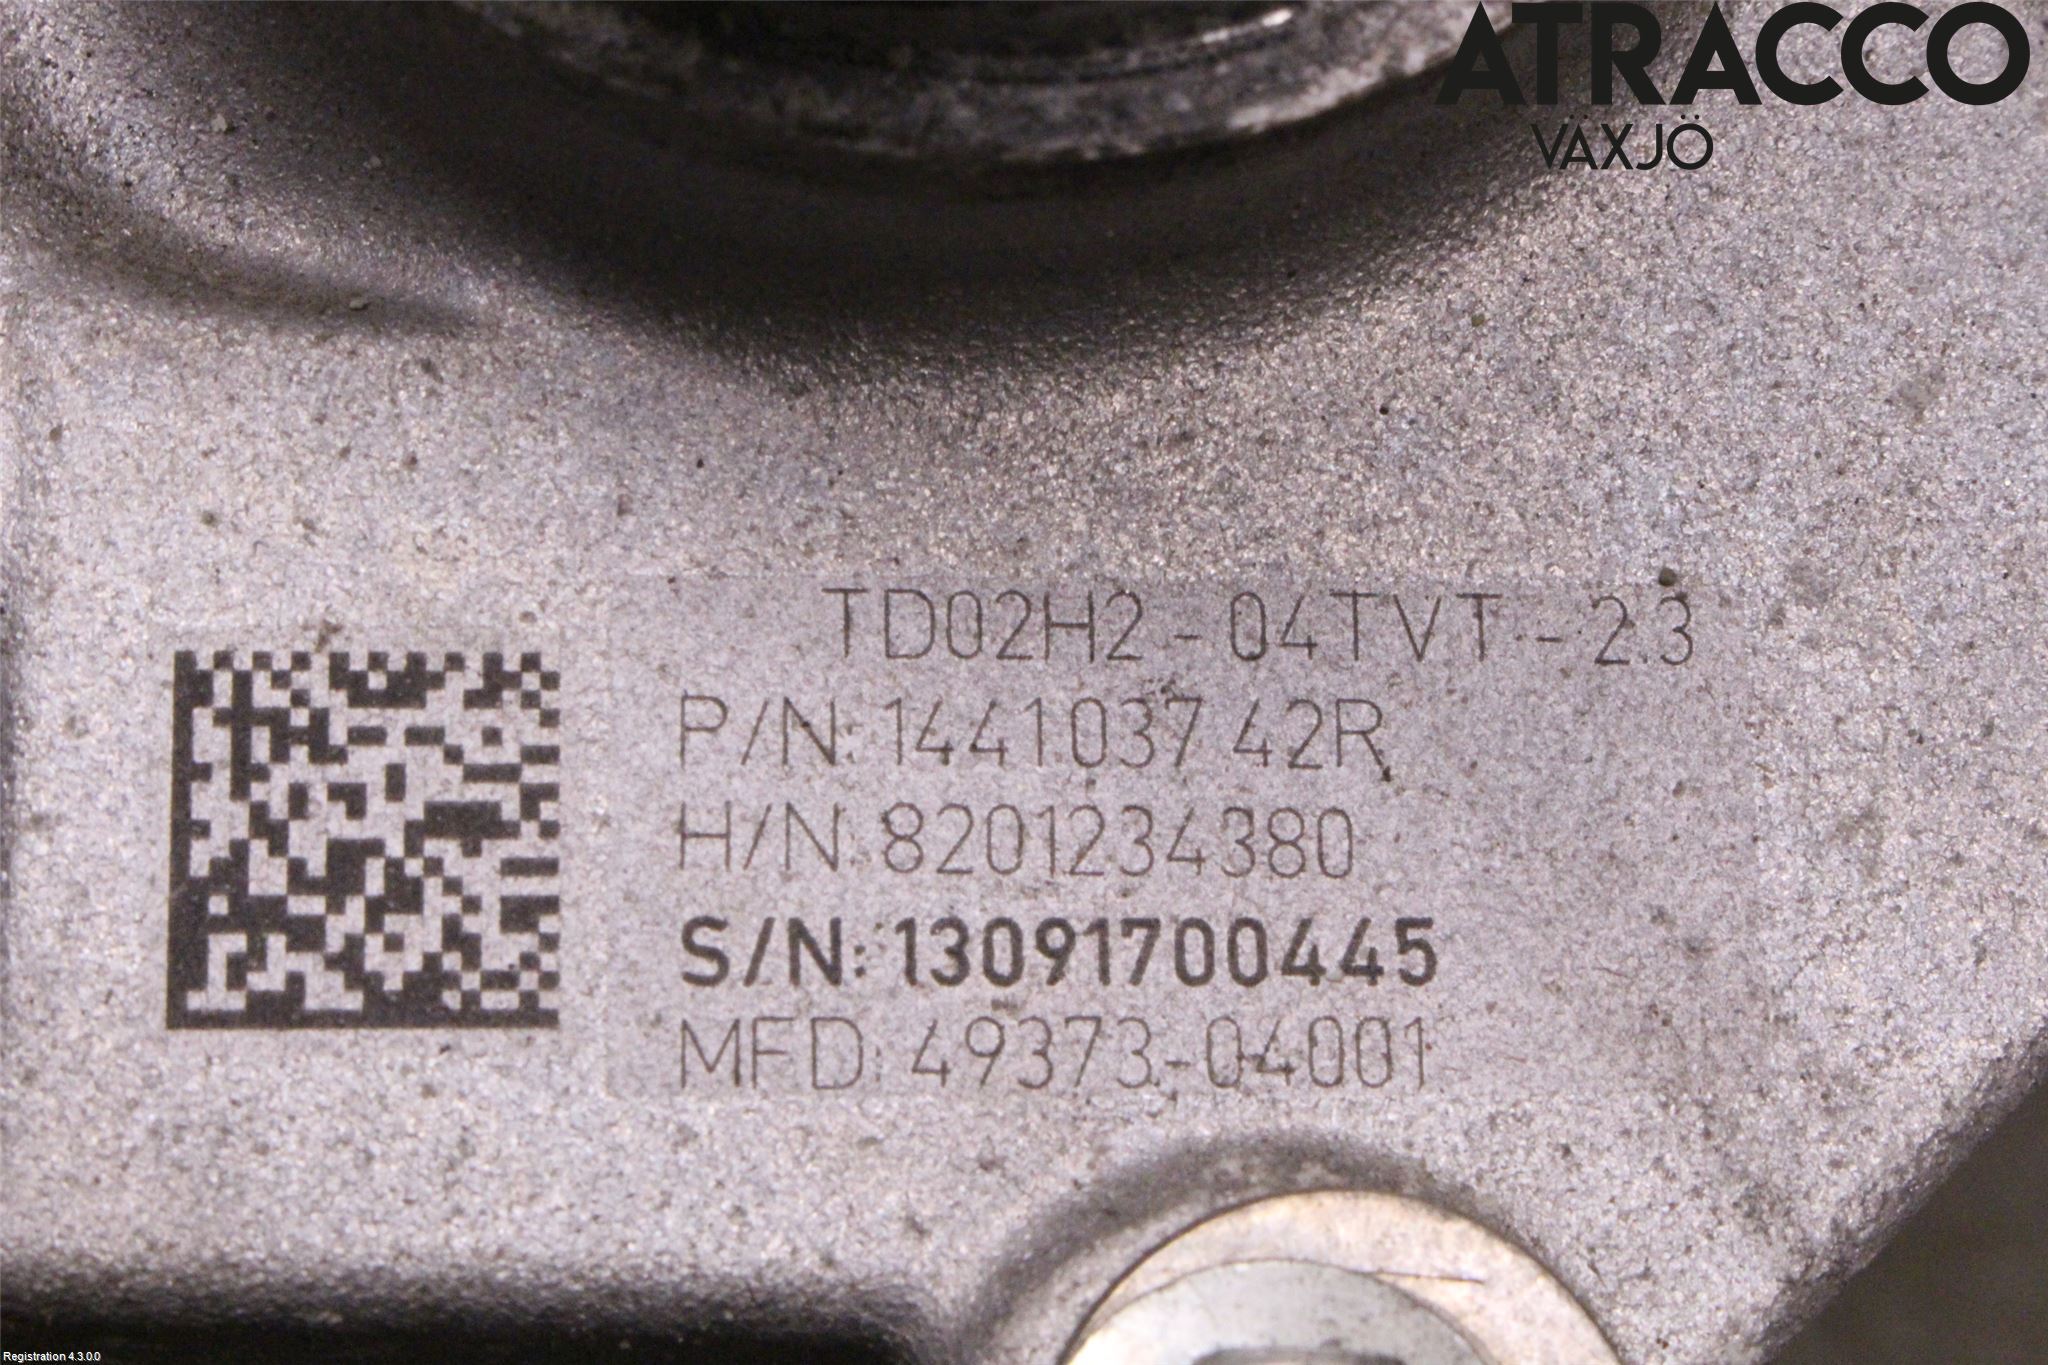 ATRACCO
VÄXJÖ
TD02H2-04TVT-2.3
P/N:144103742R
H/N:8201234380
S/N:13091700445
MFD:49373-04001
Registration 4.3.0.0